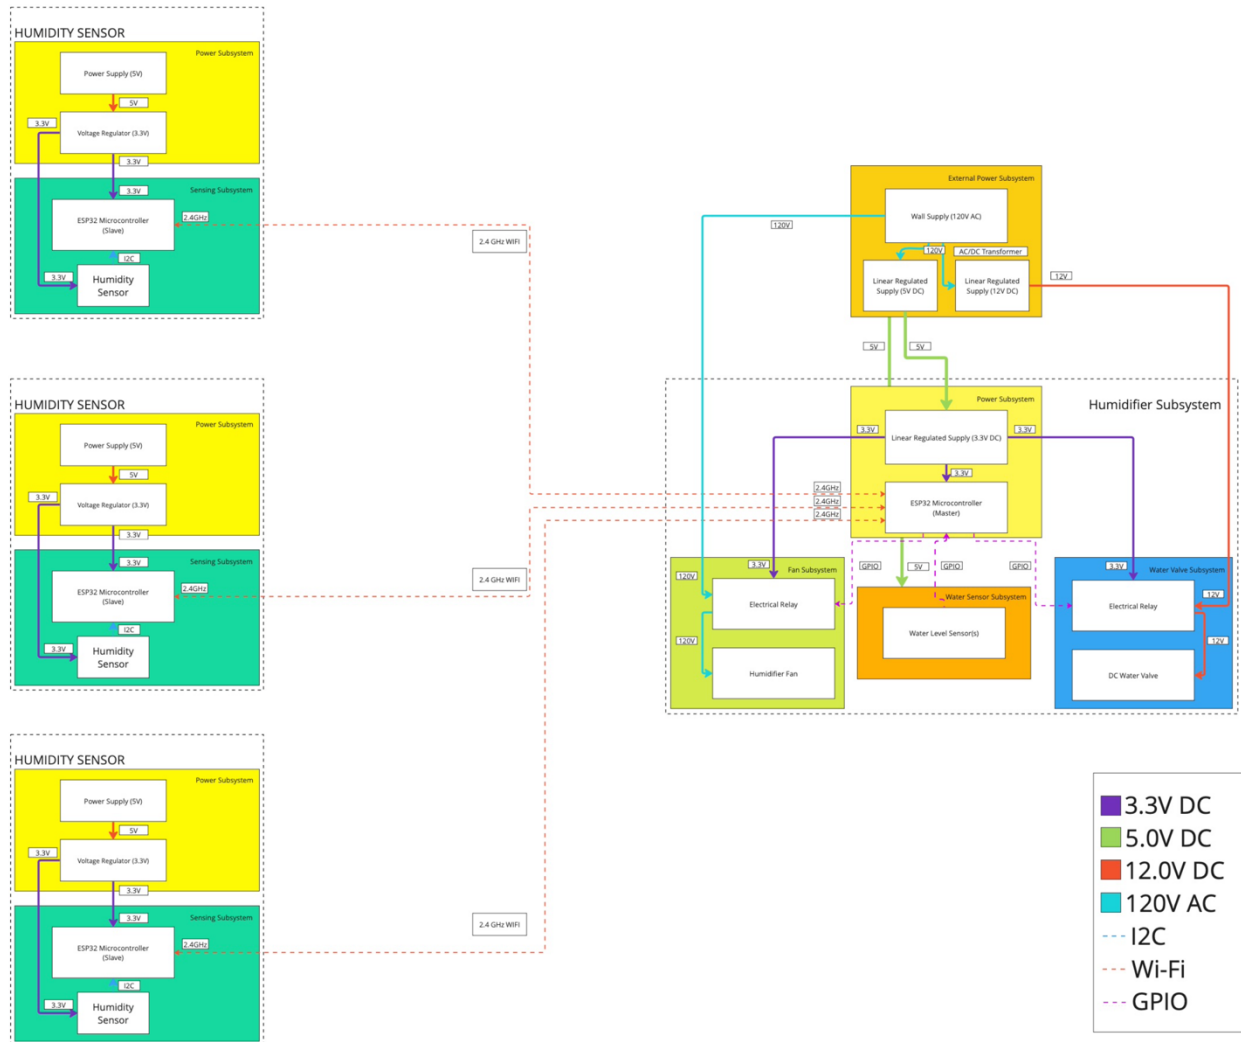 HUMIDITY SENSOR
Power Subsystem
Power Supply (5V)
5V
3.3V
Voltage Regulator (3.3V)
3.3V
Sensing Subsystem
3.3V
ESP32 Microcontroller
(Slave)
2.4GHz
I2C
3.3V
Humidity
Sensor
2.4 GHz WIFI
HUMIDITY SENSOR
Power Subsystem
Power Supply (5V)
5V
3.3V
Voltage Regulator (3.3V)
3.3V
Sensing Subsystem
3.3V
ESP32 Microcontroller
(Slave)
2.4GHz
I2C
3.3V
Humidity
Sensor
2.4 GHz WIFI
HUMIDITY SENSOR
Power Subsystem
Power Supply (5V)
5V
3.3V
Voltage Regulator (3.3V)
3.3V
Sensing Subsystem
3.3V
ESP32 Microcontroller
(Slave)
2.4GHz
I2C
3.3V
Humidity
Sensor
2.4 GHz WIFI
External Power Subsystem
Wall Supply (120V AC)
120V
120V
AC/DC Transformer
Linear Regulated
Supply (5V DC)
Linear Regulated
Supply (12V DC)
12V
5V
5V
Humidifier Subsystem
Power Subsystem
3.3V
Linear Regulated Supply (3.3V DC)
3.3V
3.3V
2.4GHz
2.4GHz
2.4GHz
ESP32 Microcontroller
(Master)
GPIO
5V
GPIO
GPIO
Fan Subsystem
3.3V
120V
Electrical Relay
120V
Humidifier Fan
Water Sensor Subsystem
Water Level Sensor(s)
Water Valve Subsystem
3.3V
Electrical Relay
12V
12V
DC Water Valve
3.3V DC
5.0V DC
12.0V DC
120V AC
I2C
Wi-Fi
GPIO